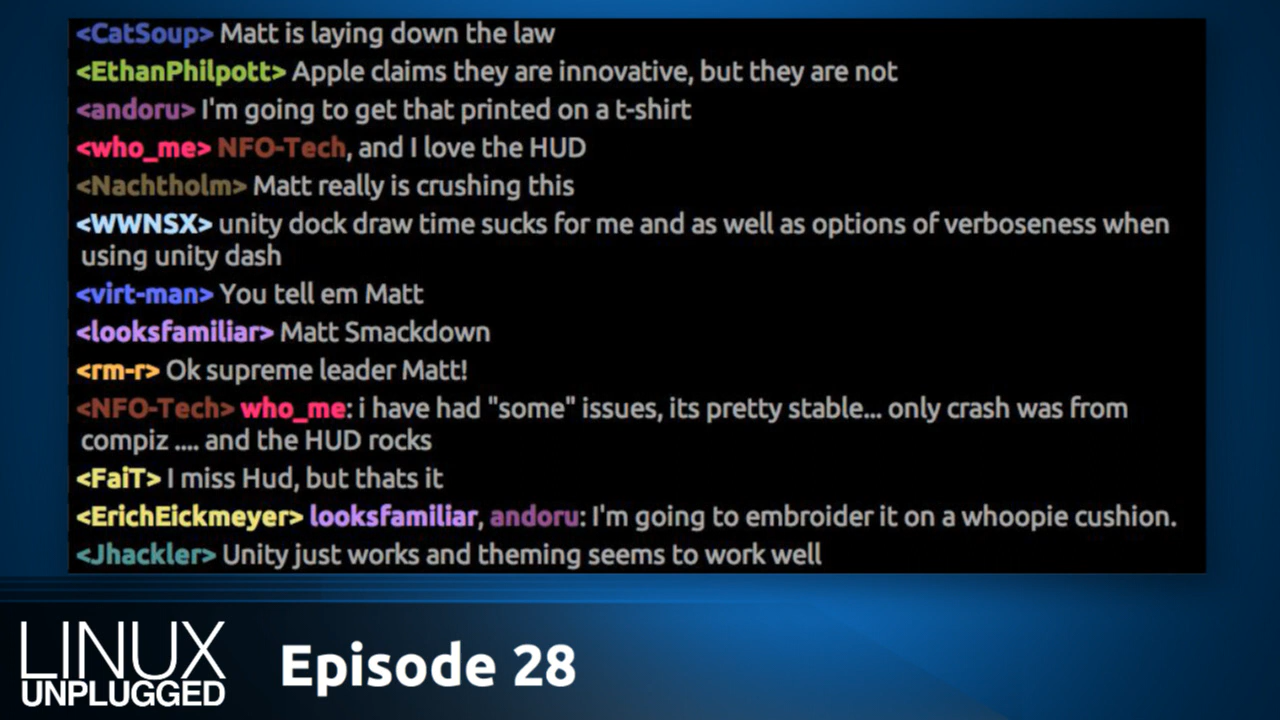 <CatSoup> Matt is laying down the law
<EthanPhilpott> Apple claims they are innovative, but they are not
<andoru> I'm going to get that printed on a t-shirt
<who_me> NFO-Tech, and I love the HUD
<Nachtholm> Matt really is crushing this
<WWNSX> unity dock draw time sucks for me and as well as options of verboseness when
using unity dash
<virt-man> You tell em Matt
<looksfamiliar> Matt Smackdown
<rm-r> Ok supreme leader Matt!
<NFO-Tech> who_me: i have had "some" issues, its pretty stable... only crash was from
compiz .... and the HUD rocks
<FaiT> I miss Hud, but thats it
<ErichEickmeyer> looksfamiliar, andoru: I'm going to embroider it on a whoopie cushion.
<Jhackler> Unity just works and theming seems to work well
LINUX
UNPLUGGED
Episode 28